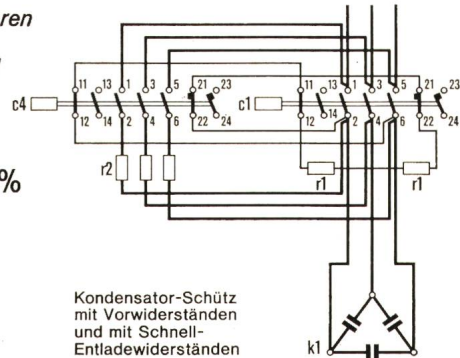 ren
%
11 13 1 3 5 21 23
11 13 1 3 5 21 23
c4
c1
12 14 2 4 6 22 24
12 14 2 4 6 22 24
r2
r1
r1
Kondensator-Schütz
mit Vorwiderständen
und mit Schnell-
Entladewiderständen
k1